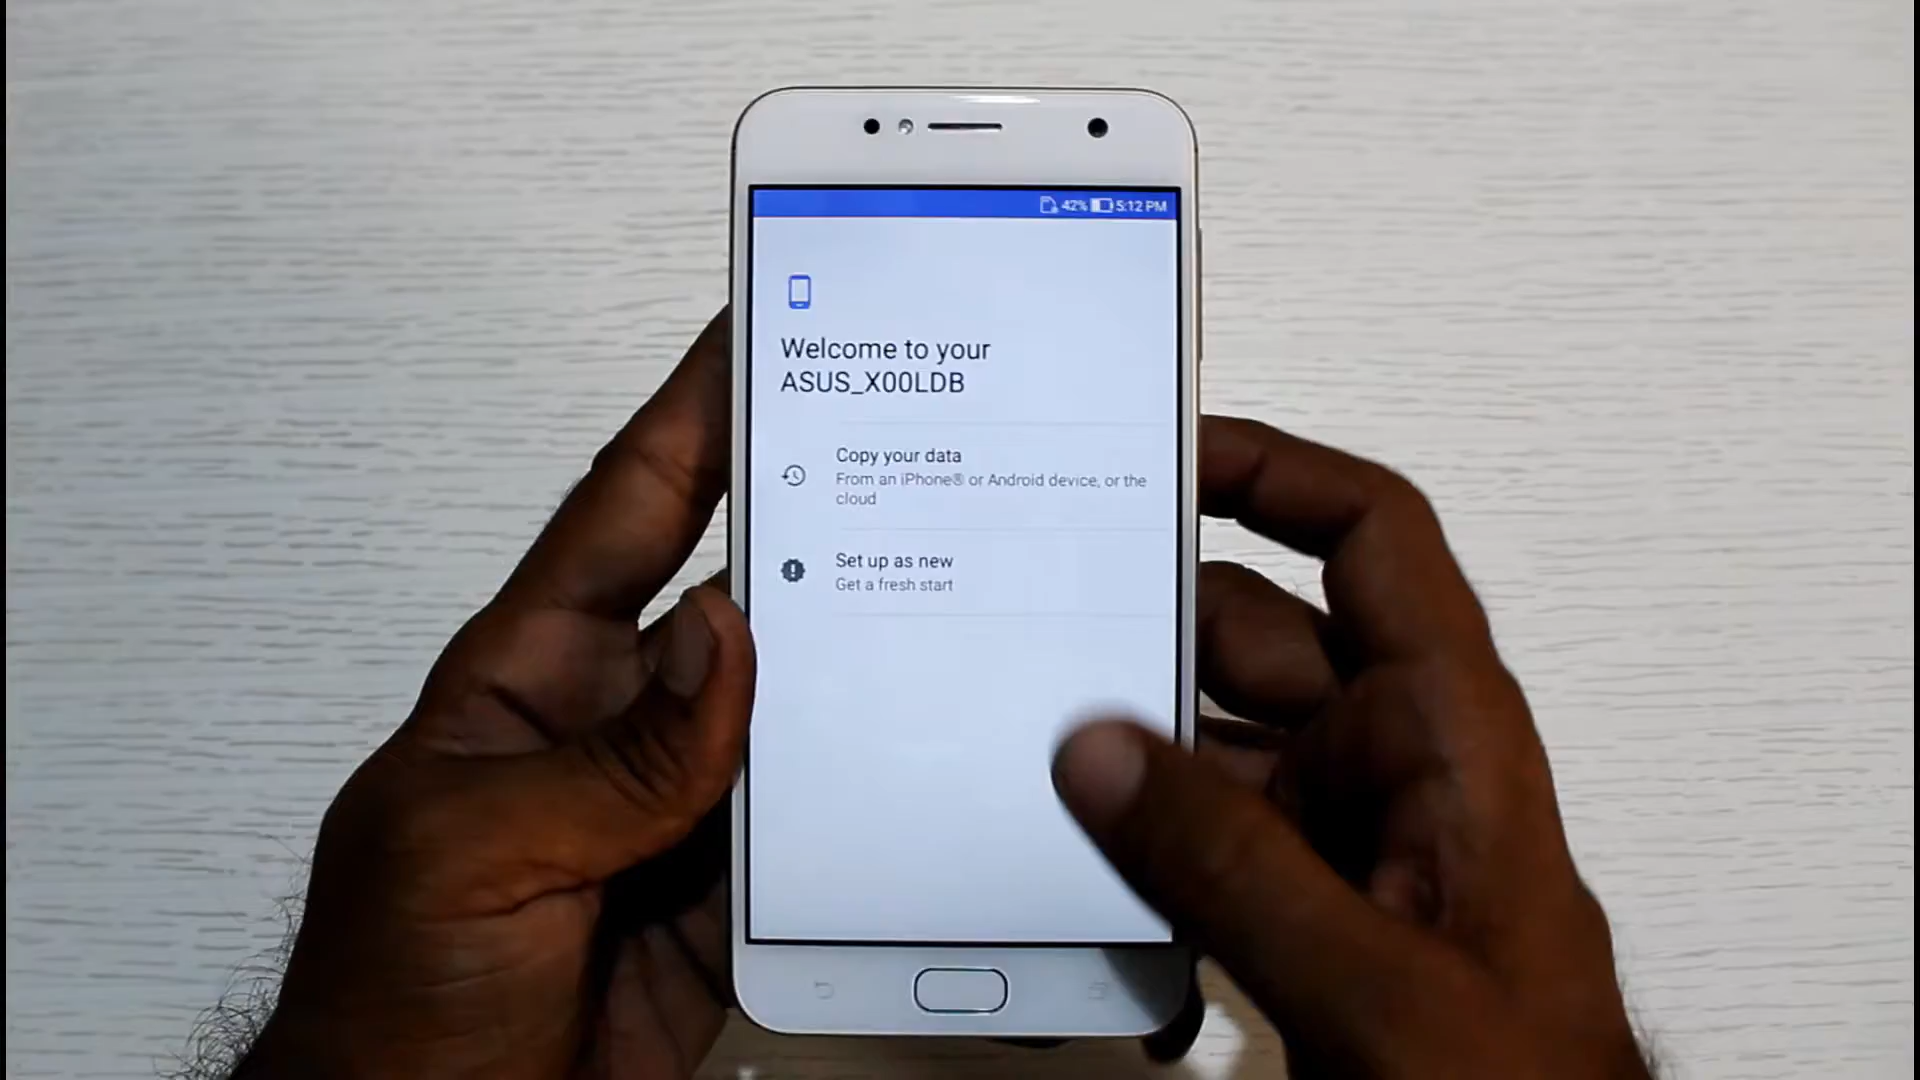 42% 5:12 PM
Welcome to your
ASUS_X00LDB
Copy your data
From an iPhone® or Android device, or the
cloud
Set up as new
Get a fresh start